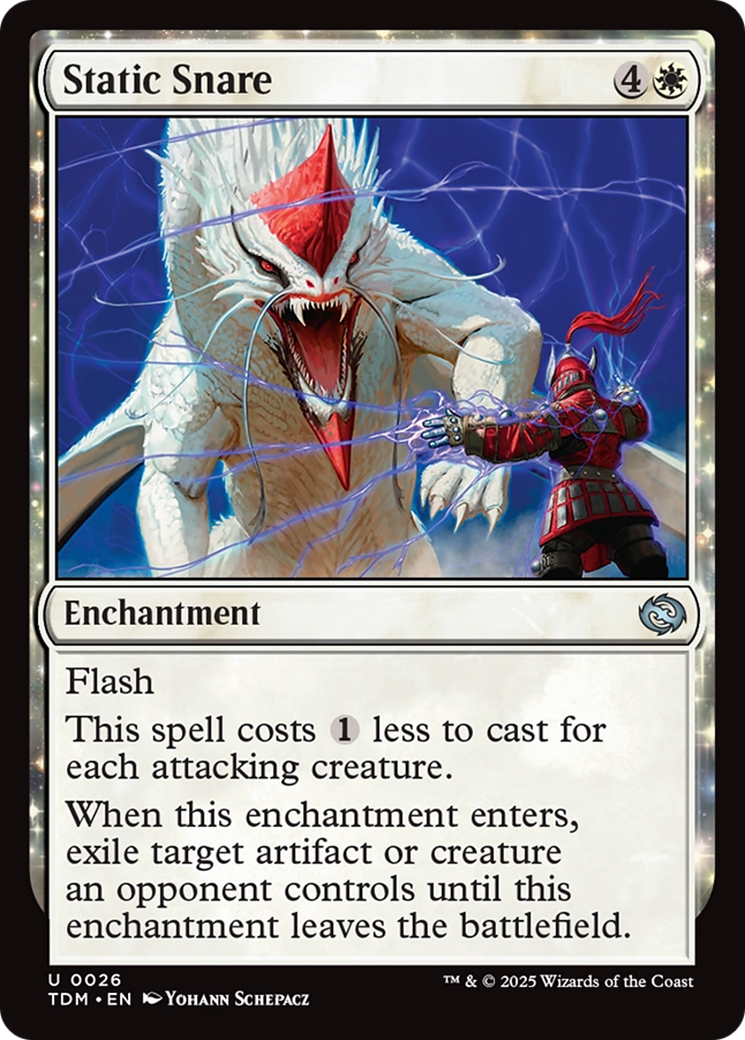 Static Snare 4
Enchantment
Flash
This spell costs 1 less to cast for
each attacking creature.
When this enchantment enters,
exile target artifact or creature
an opponent controls until this
enchantment leaves the battlefield.
U 0026 ™ & © 2025 Wizards of the Coast
TDM • EN Yohann Schepacz